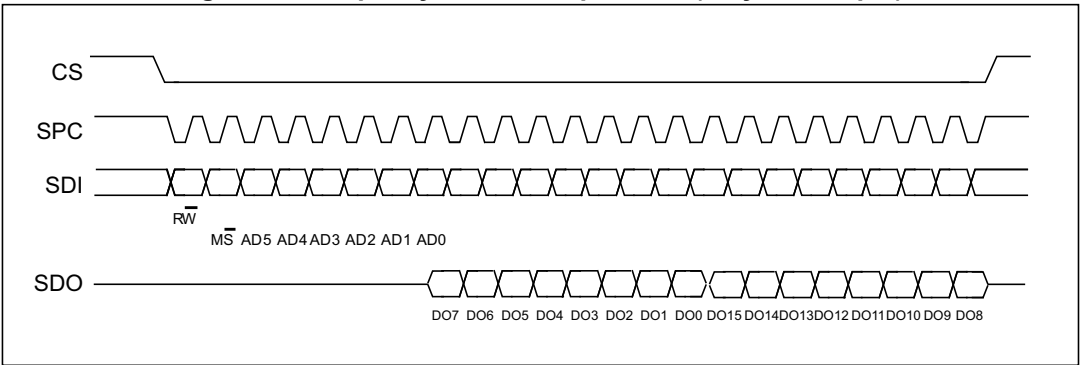 CS
SPC
SDI
RW
MS AD5 AD4 AD3 AD2 AD1 AD0
SDO
DO7 DO6 DO5 DO4 DO3 DO2 DO1 DO0 DO15 DO14 DO13 DO12 DO11 DO10 DO9 DO8